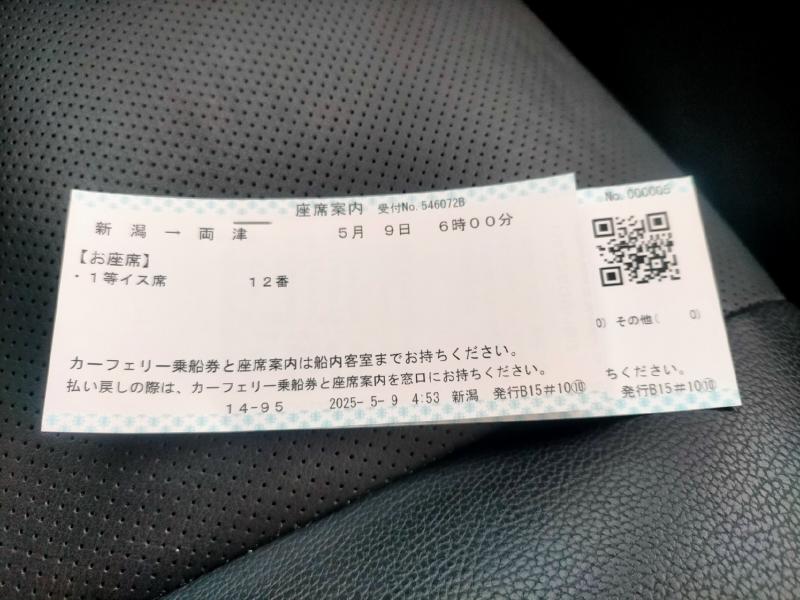 座席案内 受付No.546072B
新潟→両津 5月 9日 6時00分
【お座席】
・1等イス席 12番
カーフェリー乗船券と座席案内は船内客室までお持ちください。
払い戻しの際は、カーフェリー乗船券と座席案内を窓口にお持ちください。
14-95 2025- 5- 9 4:53 新潟 発行B15#10⑩
No. 000005
0) その他( 0)
ちください。
発行B15#10⑩